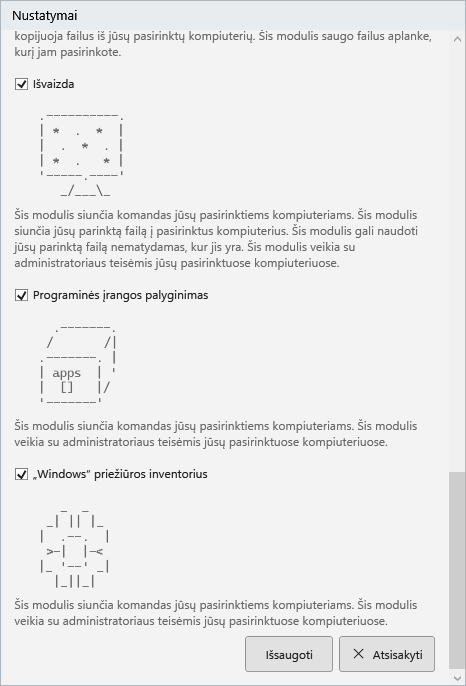 Nustatymai
kopijuoja failus iš jūsų pasirinktų kompiuterių. Šis modulis saugo failus aplanke,
kurį jam pasirinkote.
Išvaizda
Šis modulis siunčia komandas jūsų pasirinktiems kompiuteriams. Šis modulis
siunčia jūsų parinktą failą į pasirinktus kompiuterius. Šis modulis gali naudoti
jūsų parinktą failą nematydamas, kur jis yra. Šis modulis veikia su
administratoriaus teisėmis jūsų pasirinktuose kompiuteriuose.
Programinės įrangos palyginimas
apps
Šis modulis siunčia komandas jūsų pasirinktiems kompiuteriams. Šis modulis
veikia su administratoriaus teisėmis jūsų pasirinktuose kompiuteriuose.
„Windows“ priežiūros inventorius
Šis modulis siunčia komandas jūsų pasirinktiems kompiuteriams. Šis modulis
veikia su administratoriaus teisėmis jūsų pasirinktuose kompiuteriuose.
Išsaugoti
Atsisakyti